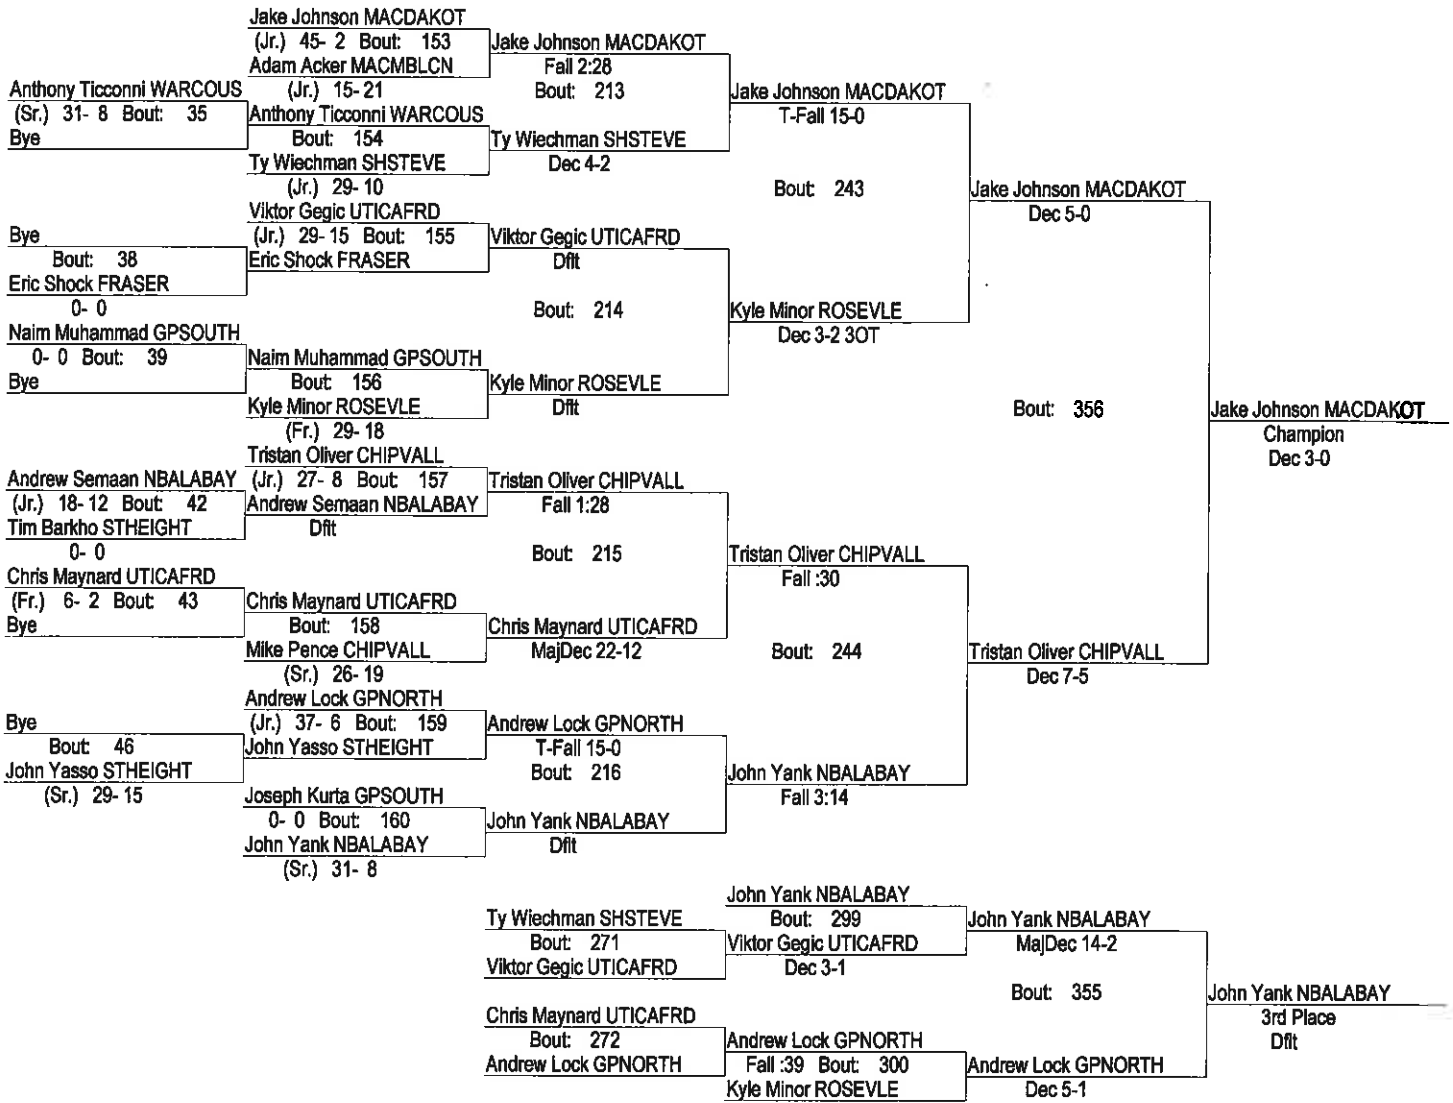 Jake Johnson MACDAKOT
(Jr.) 45- 2 Bout: 153
Adam Acker MACMBLCN
(Jr.) 15- 21
Anthony Ticconni WARCOUS
(Sr.) 31- 8 Bout: 35
Bye
Anthony Ticconni WARCOUS
Bout: 154
Ty Wiechman SHSTEVE
(Jr.) 29- 10
Bye
Bout: 38
Eric Shock FRASER
0- 0
Viktor Gegic UTICAFRD
(Jr.) 29- 15 Bout: 155
Eric Shock FRASER
Naim Muhammad GPSOUTH
0- 0 Bout: 39
Bye
Naim Muhammad GPSOUTH
Bout: 156
Kyle Minor ROSEVLE
(Fr.) 29- 18
Andrew Semaan NBALABAY
(Jr.) 18- 12 Bout: 42
Tim Barkho STHEIGHT
0- 0
Tristan Oliver CHIPVALL
(Jr.) 27- 8 Bout: 157
Andrew Semaan NBALABAY
Dflt
Chris Maynard UTICAFRD
(Fr.) 6- 2 Bout: 43
Bye
Chris Maynard UTICAFRD
Bout: 158
Mike Pence CHIPVALL
(Sr.) 26- 19
Bye
Bout: 46
John Yasso STHEIGHT
(Sr.) 29- 15
Andrew Lock GPNORTH
(Jr.) 37- 6 Bout: 159
John Yasso STHEIGHT
Joseph Kurta GPSOUTH
0- 0 Bout: 160
John Yank NBALABAY
(Sr.) 31- 8
Jake Johnson MACDAKOT
Fall 2:28
Bout: 213
Ty Wiechman SHSTEVE
Dec 4-2
Viktor Gegic UTICAFRD
Dflt
Bout: 214
Kyle Minor ROSEVLE
Dflt
Tristan Oliver CHIPVALL
Fall 1:28
Bout: 215
Chris Maynard UTICAFRD
MajDec 22-12
Andrew Lock GPNORTH
T-Fall 15-0
Bout: 216
John Yank NBALABAY
Dflt
Jake Johnson MACDAKOT
T-Fall 15-0
Bout: 243
Kyle Minor ROSEVLE
Dec 3-2 3OT
Tristan Oliver CHIPVALL
Fall :30
Bout: 244
John Yank NBALABAY
Fall 3:14
Jake Johnson MACDAKOT
Dec 5-0
Bout: 356
Tristan Oliver CHIPVALL
Dec 7-5
Jake Johnson MACDAKOT
Champion
Dec 3-0
Ty Wiechman SHSTEVE
Bout: 271
Viktor Gegic UTICAFRD
Chris Maynard UTICAFRD
Bout: 272
Andrew Lock GPNORTH
John Yank NBALABAY
Bout: 299
Viktor Gegic UTICAFRD
Dec 3-1
Andrew Lock GPNORTH
Fall :39 Bout: 300
Kyle Minor ROSEVLE
John Yank NBALABAY
MajDec 14-2
Bout: 355
Andrew Lock GPNORTH
Dec 5-1
John Yank NBALABAY
3rd Place
Dflt